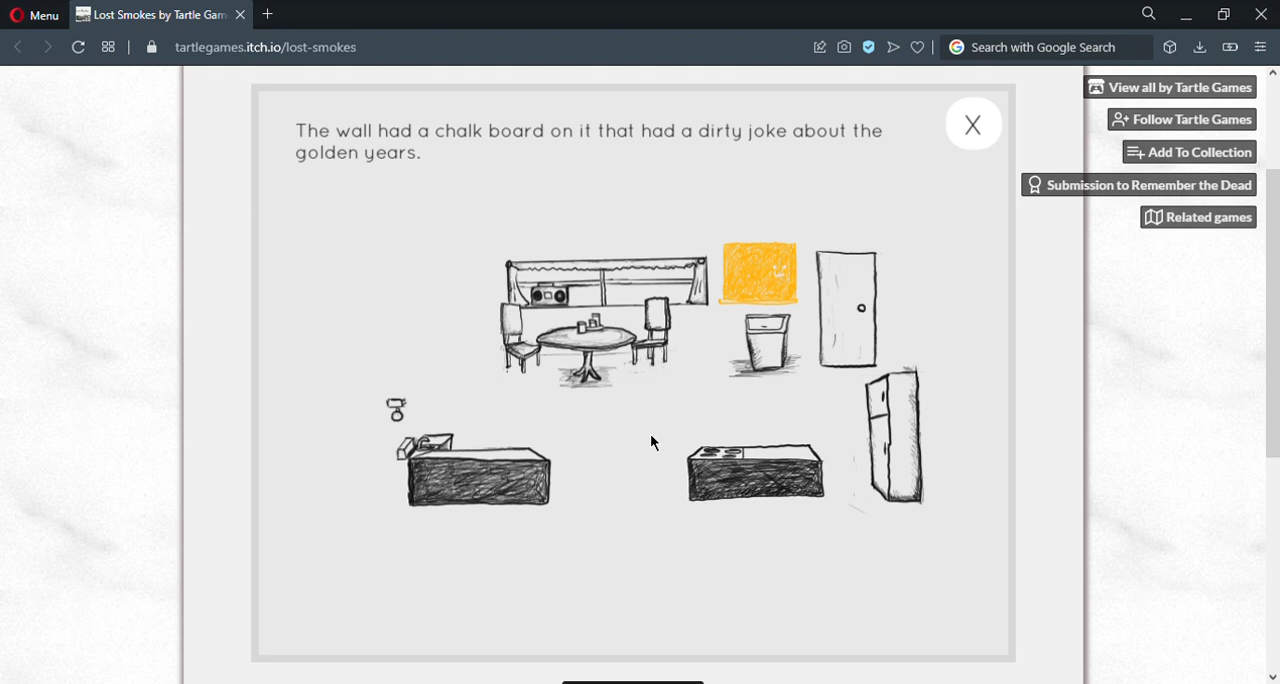 Menu
Lost Smokes by Tartle Gam
tartlegames.itch.io/lost-smokes
Search with Google Search
View all by Tartle Games
Follow Tartle Games
Add To Collection
Submission to Remember the Dead
Related games
The wall had a chalk board on it that had a dirty joke about the
golden years.
X